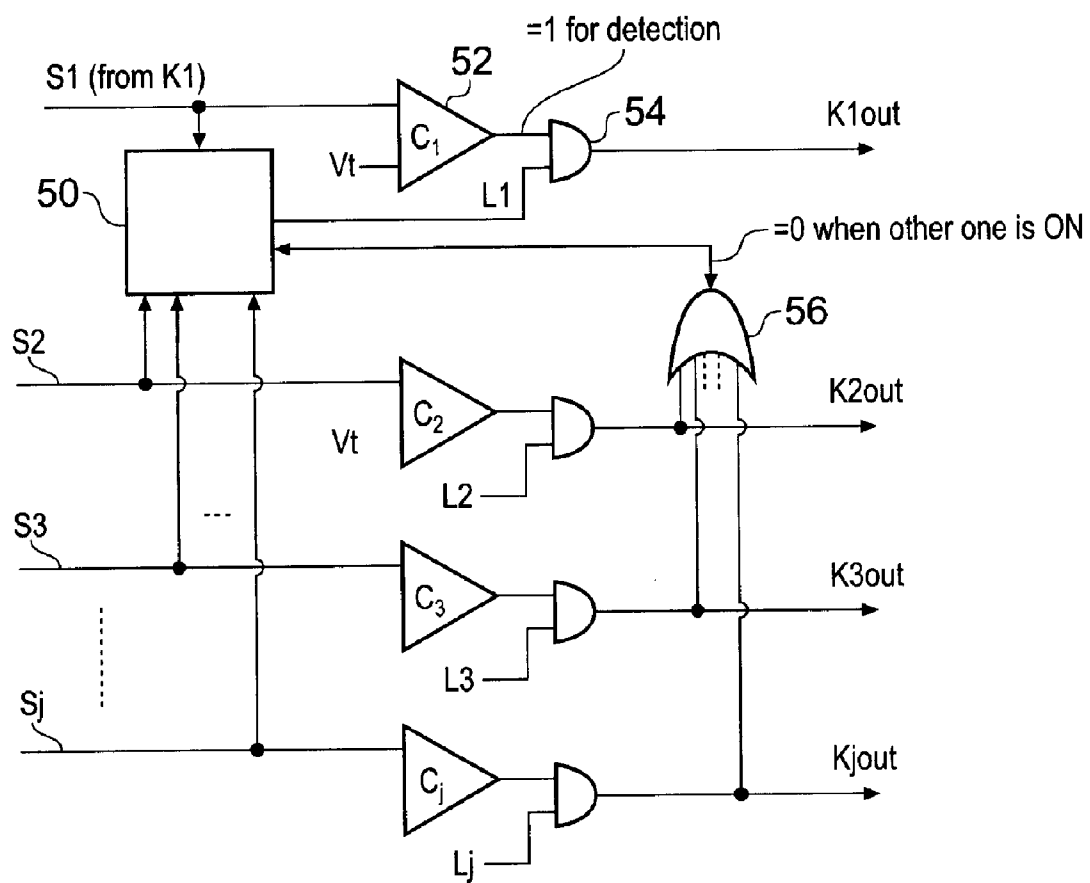 =1 for detection
S1 (from K1)
52
54
K1out
C1
Vt
L1
50
=0 when other one is ON
56
S2
K2out
C2
Vt
L2
S3
...
K3out
C3
L3
Sj
Kjout
Cj
Lj